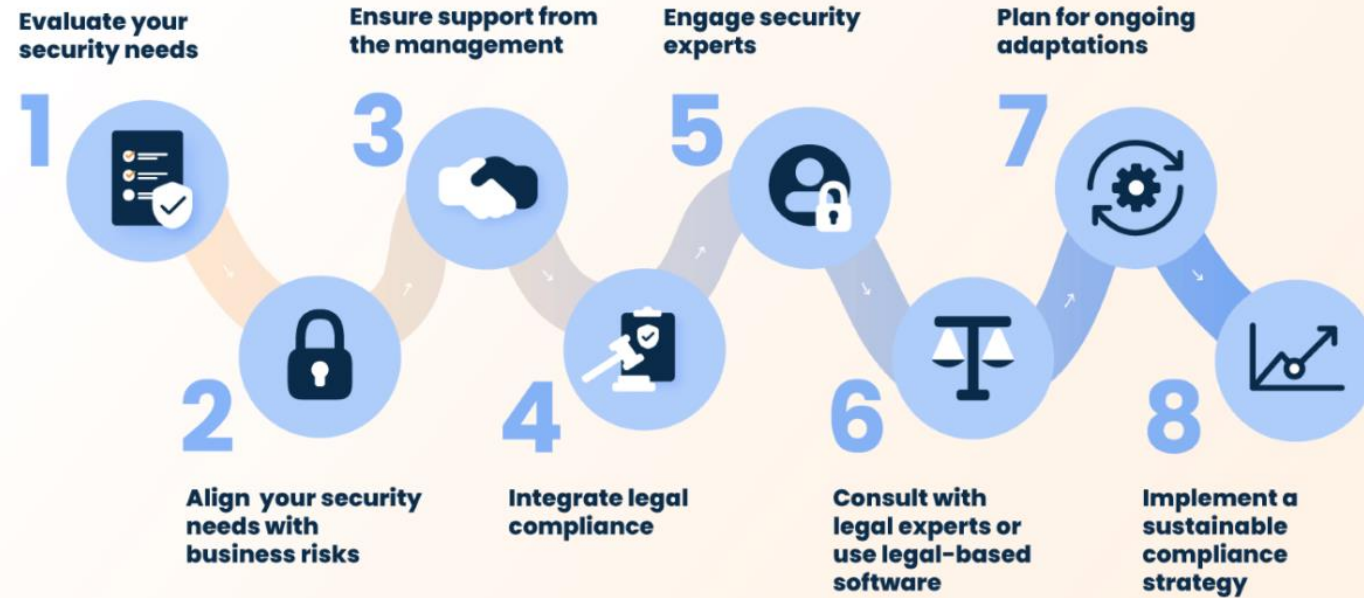 Evaluate your
security needs
1
2
Align your security
needs with
business risks
Ensure support from
the management
3
4
Integrate legal
compliance
Engage security
experts
5
6
Consult with
legal experts or
use legal-based
software
Plan for ongoing
adaptations
7
8
Implement a
sustainable
compliance
strategy